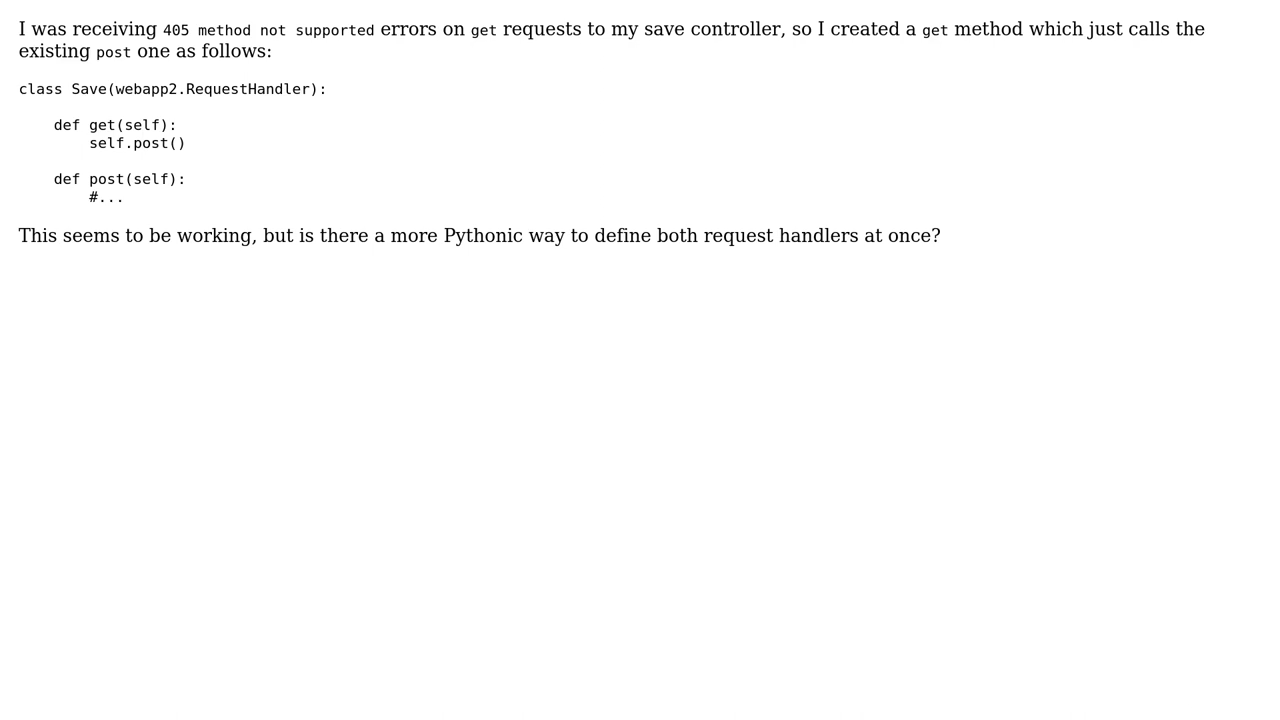 I was receiving 405 method not supported errors on get requests to my save controller, so I created a get method which just calls the
existing post one as follows:
class Save(webapp2.RequestHandler):
    def get(self):
        self.post()
    def post(self):
        #...
This seems to be working, but is there a more Pythonic way to define both request handlers at once?